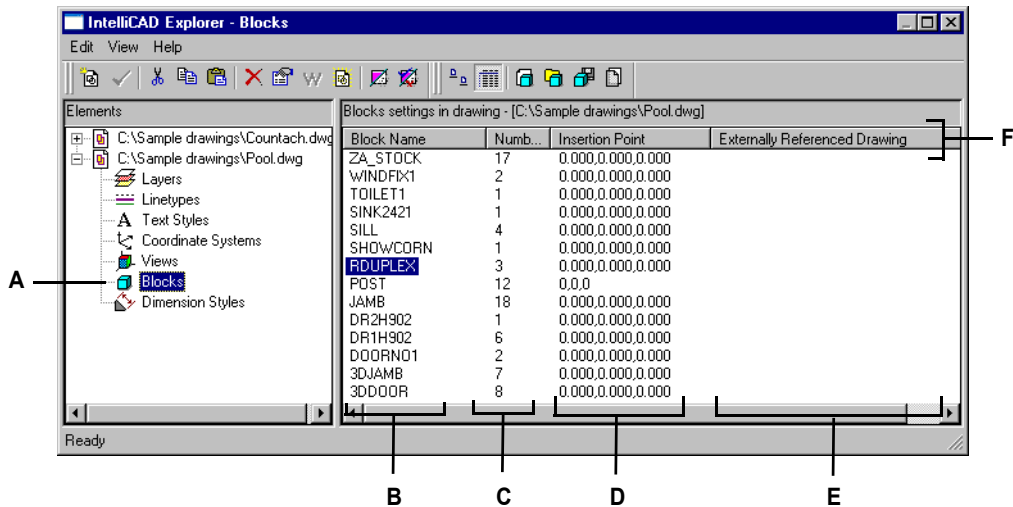 IntelliCAD Explorer - Blocks
Edit View Help
Elements
Blocks settings in drawing - [C:\Sample drawings\Pool.dwg]
C:\Sample drawings\Countach.dwg
C:\Sample drawings\Pool.dwg
Layers
Linetypes
A Text Styles
Coordinate Systems
Views
Blocks
Dimension Styles
Block Name Numb... Insertion Point Externally Referenced Drawing
ZA_STOCK 17 0.000,0.000,0.000
WINDFIX1 2 0.000,0.000,0.000
TOILET1 1 0.000,0.000,0.000
SINK2421 1 0.000,0.000,0.000
SILL 4 0.000,0.000,0.000
SHOWCORN 1 0.000,0.000,0.000
RDUPLEX 3 0.000,0.000,0.000
POST 12 0,0,0
JAMB 18 0.000,0.000,0.000
DR2H902 1 0.000,0.000,0.000
DR1H902 6 0.000,0.000,0.000
DOORNO1 2 0.000,0.000,0.000
3DJAMB 7 0.000,0.000,0.000
3DDOOR 8 0.000,0.000,0.000
Ready
A
B
C
D
E
F